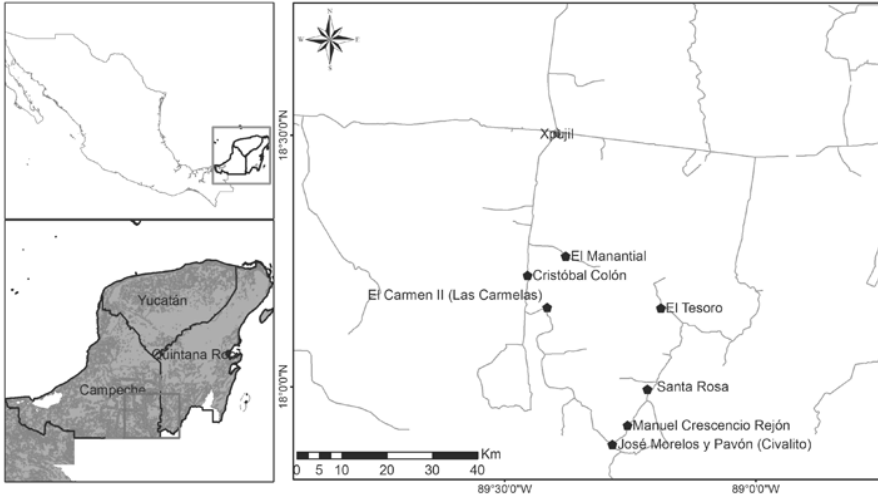 N
W
E
S
Yucatán
Quintana Roo
Campeche
18°30'0"N
Xpujil
El Manantial
Cristóbal Colón
El Carmen II (Las Carmelas)
El Tesoro
18°0'0"N
Santa Rosa
Manuel Crescencio Rejón
José Morelos y Pavón (Civalito)
Km
0 5 10 20 30 40
89°30'0"W
89°0'0"W